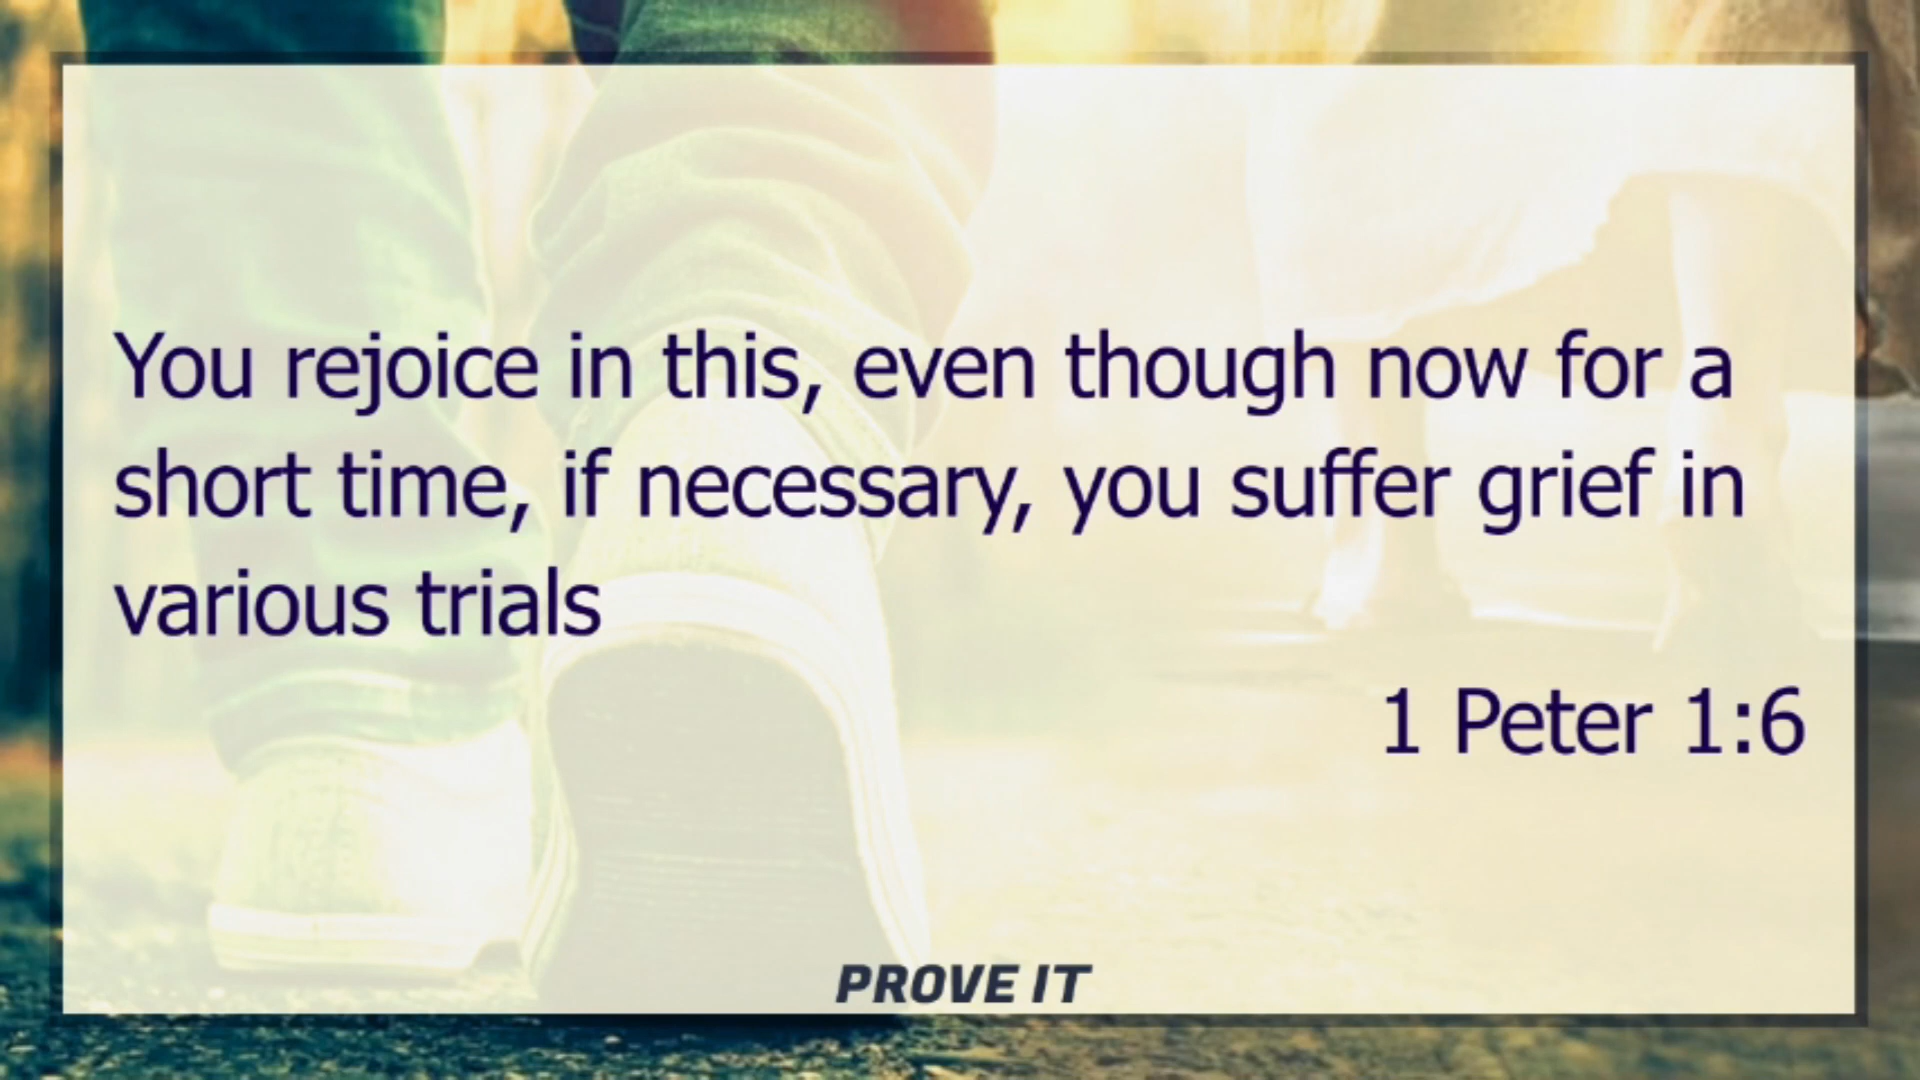 You rejoice in this, even though now for a
short time, if necessary, you suffer grief in
various trials
1 Peter 1:6
PROVE IT